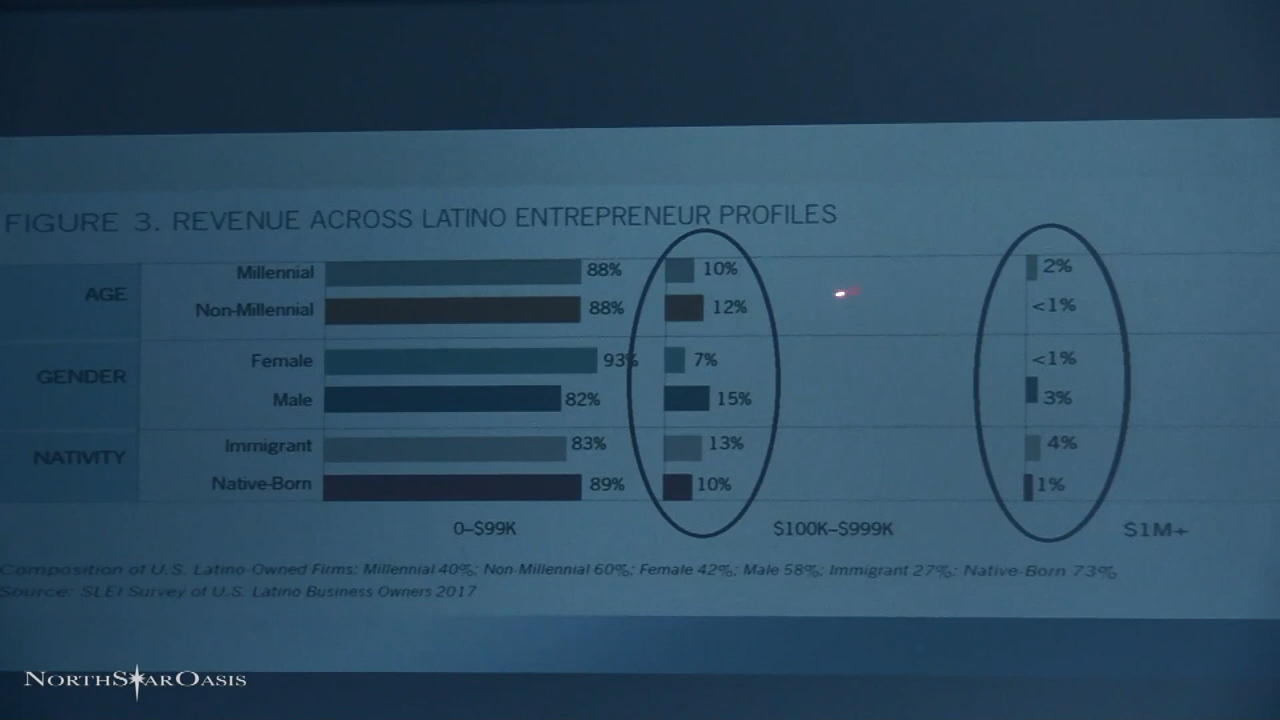 FIGURE 3. REVENUE ACROSS LATINO ENTREPRENEUR PROFILES
AGE
Millennial 88% 10% 2%
Non-Millennial 88% 12% <1%
GENDER
Female 93% 7% <1%
Male 82% 15% 3%
NATIVITY
Immigrant 83% 13% 4%
Native-Born 89% 10% 1%
0–$99K $100K–$999K $1M+
Composition of U.S. Latino-Owned Firms: Millennial 40%; Non-Millennial 60%; Female 42%; Male 58%; Immigrant 27%; Native-Born 73%
Source: SLEI Survey of U.S. Latino Business Owners 2017
NORTHSTAROASIS